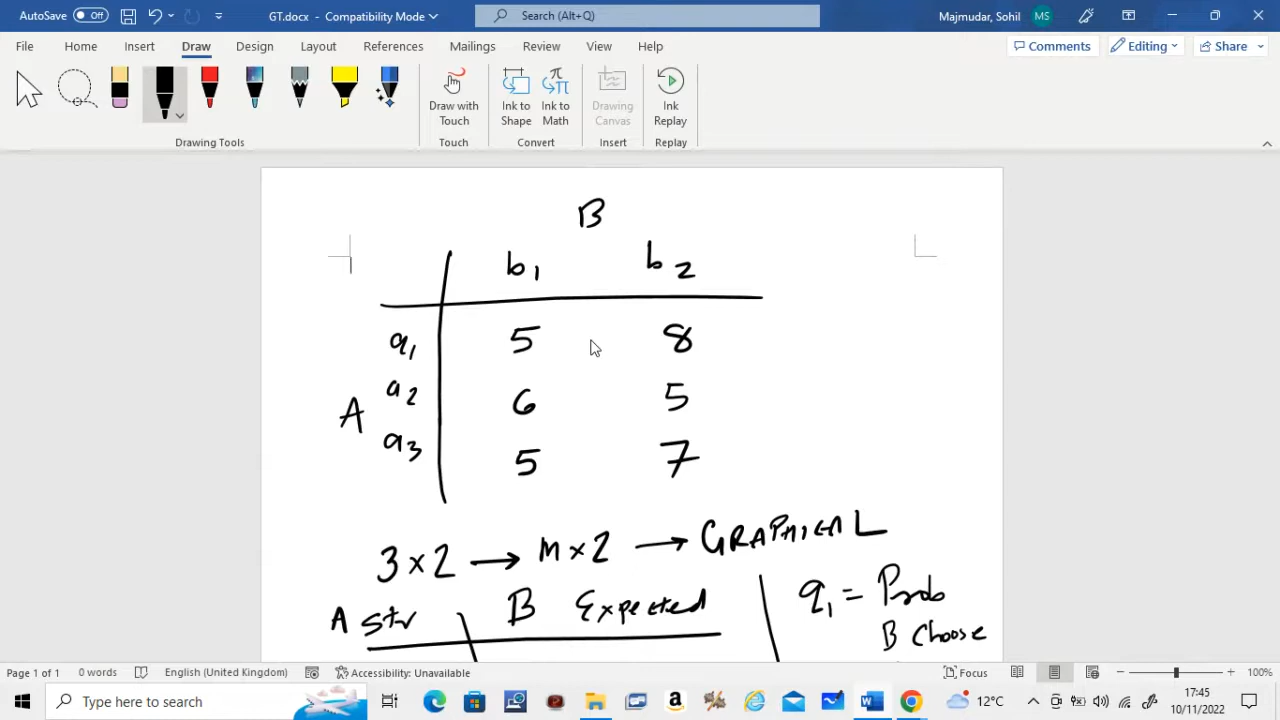 AutoSave Off GT.docx - Compatibility Mode Search (Alt+Q) Majmudar, Sohil MS
File Home Insert Draw Design Layout References Mailings Review View Help Comments Editing Share
Draw with Touch Ink to Shape Ink to Math Drawing Canvas Ink Replay
Drawing Tools Touch Convert Insert Replay
B
b1 b2
a1 5 8
A a2 6 5
a3 5 7
3×2 → m×2 → GRAPHICAL
A Str B Expected q1 = Prob
B Choose
Page 1 of 1 0 words English (United Kingdom) Accessibility: Unavailable Focus 100%
Type here to search 12°C 17:45
10/11/2022